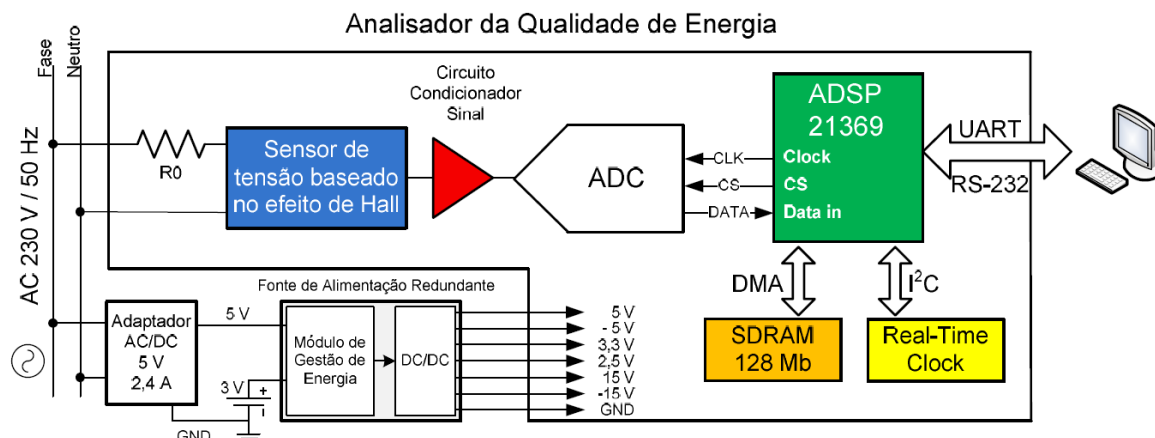 Analisador da Qualidade de Energia
Fase
Neutro
AC 230 V / 50 Hz
R0
Sensor de
tensão baseado
no efeito de Hall
Circuito
Condicionador
Sinal
ADC
CLK
CS
DATA
ADSP
21369
Clock
CS
Data in
UART
RS-232
DMA
I²C
SDRAM
128 Mb
Real-Time
Clock
Fonte de Alimentação Redundante
Adaptador
AC/DC
5 V
2,4 A
5 V
3 V
+
-
GND
Módulo de
Gestão de
Energia
DC/DC
5 V
- 5 V
3,3 V
2,5 V
15 V
-15 V
GND